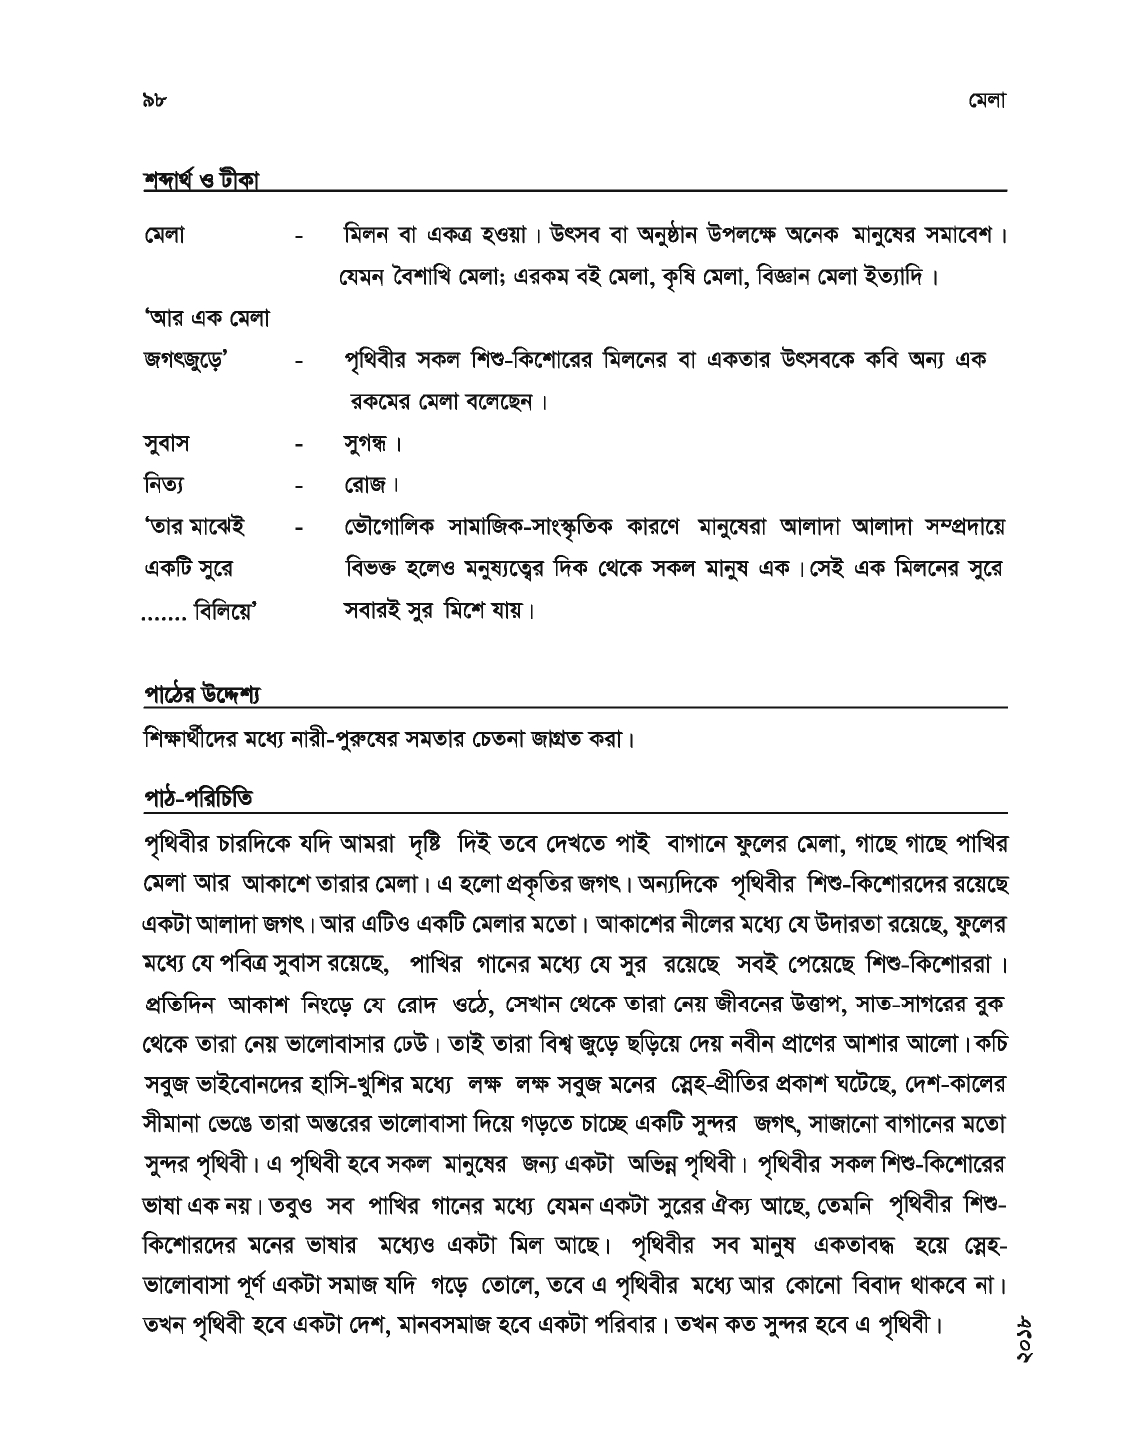 ৯৮ মেলা
শব্দার্থ ও টীকা
মেলা - মিলন বা একত্র হওয়া। উৎসব বা অনুষ্ঠান উপলক্ষে অনেক মানুষের সমাবেশ।
যেমন বৈশাখি মেলা; এরকম বই মেলা, কৃষি মেলা, বিজ্ঞান মেলা ইত্যাদি।
‘আর এক মেলা
জগৎজুড়ে’ - পৃথিবীর সকল শিশু-কিশোরের মিলনের বা একতার উৎসবকে কবি অন্য এক
রকমের মেলা বলেছেন।
সুবাস - সুগন্ধ।
নিত্য - রোজ।
‘তার মাঝেই - ভৌগোলিক সামাজিক-সাংস্কৃতিক কারণে মানুষেরা আলাদা আলাদা সম্প্রদায়ে
একটি সুরে বিভক্ত হলেও মনুষ্যত্বের দিক থেকে সকল মানুষ এক। সেই এক মিলনের সুরে
....... বিলিয়ে’ সবারই সুর মিশে যায়।
পাঠের উদ্দেশ্য
শিক্ষার্থীদের মধ্যে নারী-পুরুষের সমতার চেতনা জাগ্রত করা।
পাঠ-পরিচিতি
পৃথিবীর চারদিকে যদি আমরা দৃষ্টি দিই তবে দেখতে পাই বাগানে ফুলের মেলা, গাছে গাছে পাখির
মেলা আর আকাশে তারার মেলা। এ হলো প্রকৃতির জগৎ। অন্যদিকে পৃথিবীর শিশু-কিশোরদের রয়েছে
একটা আলাদা জগৎ। আর এটিও একটি মেলার মতো। আকাশের নীলের মধ্যে যে উদারতা রয়েছে, ফুলের
মধ্যে যে পবিত্র সুবাস রয়েছে, পাখির গানের মধ্যে যে সুর রয়েছে সবই পেয়েছে শিশু-কিশোররা।
প্রতিদিন আকাশ নিংড়ে যে রোদ ওঠে, সেখান থেকে তারা নেয় জীবনের উত্তাপ, সাত-সাগরের বুক
থেকে তারা নেয় ভালোবাসার ঢেউ। তাই তারা বিশ্ব জুড়ে ছড়িয়ে দেয় নবীন প্রাণের আশার আলো। কচি
সবুজ ভাইবোনদের হাসি-খুশির মধ্যে লক্ষ লক্ষ সবুজ মনের স্নেহ-প্রীতির প্রকাশ ঘটেছে, দেশ-কালের
সীমানা ভেঙে তারা অন্তরের ভালোবাসা দিয়ে গড়তে চাচ্ছে একটি সুন্দর জগৎ, সাজানো বাগানের মতো
সুন্দর পৃথিবী। এ পৃথিবী হবে সকল মানুষের জন্য একটা অভিন্ন পৃথিবী। পৃথিবীর সকল শিশু-কিশোরের
ভাষা এক নয়। তবুও সব পাখির গানের মধ্যে যেমন একটা সুরের ঐক্য আছে, তেমনি পৃথিবীর শিশু-
কিশোরদের মনের ভাষার মধ্যেও একটা মিল আছে। পৃথিবীর সব মানুষ একতাবদ্ধ হয়ে স্নেহ-
ভালোবাসা পূর্ণ একটা সমাজ যদি গড়ে তোলে, তবে এ পৃথিবীর মধ্যে আর কোনো বিবাদ থাকবে না।
তখন পৃথিবী হবে একটা দেশ, মানবসমাজ হবে একটা পরিবার। তখন কত সুন্দর হবে এ পৃথিবী।
২০১৮